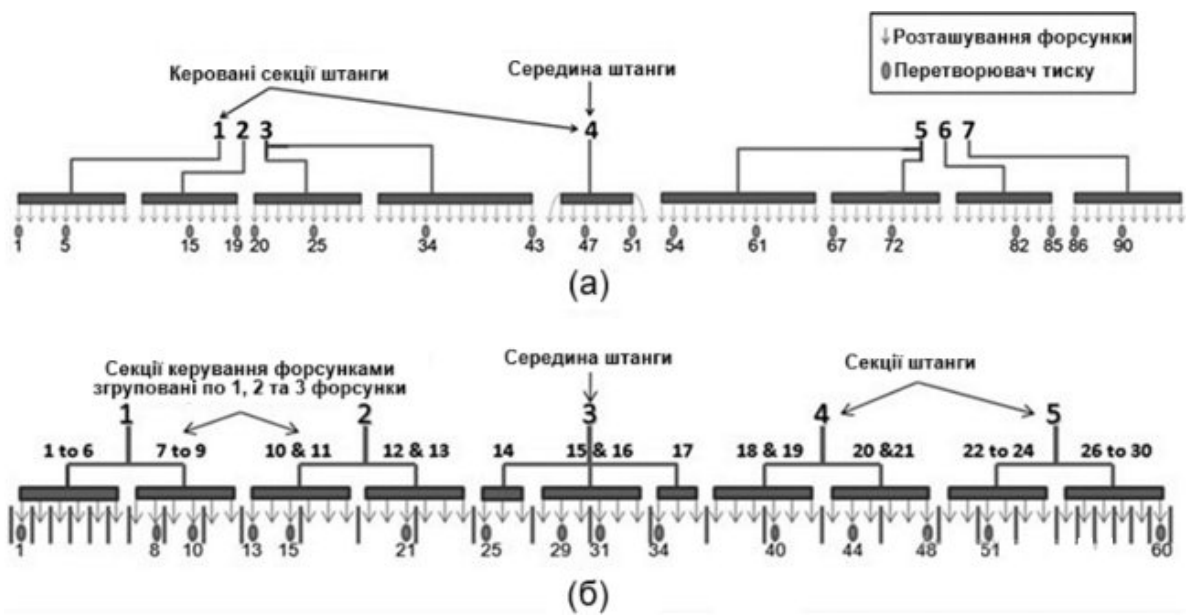 Розташування форсунки
Перетворювач тиску
Керовані секції штанги
Середина штанги
1 2 3
4
5 6 7
1 5 15 19 20 25 34 43 47 51 54 61 67 72 82 85 86 90
(а)
Секції керування форсунками
згруповані по 1, 2 та 3 форсунки
Середина штанги
Секції штанги
1 2 3 4 5
1 to 6 7 to 9 10 & 11 12 & 13 14 15 & 16 17 18 & 19 20 &21 22 to 24 26 to 30
1 8 10 13 15 21 25 29 31 34 40 44 48 51 60
(б)